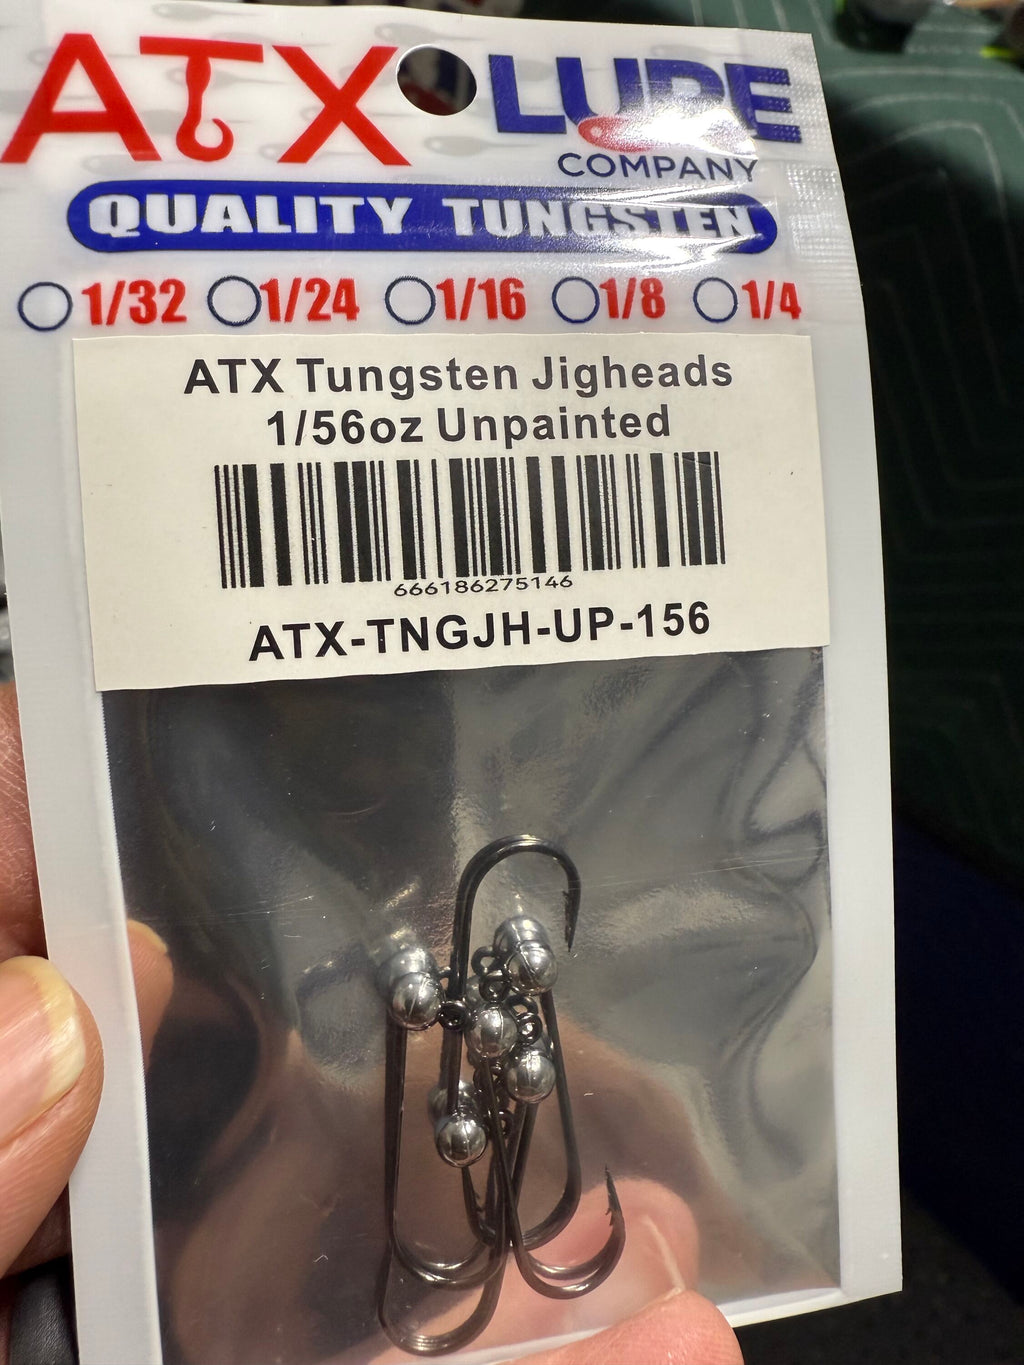 ATX LURE
COMPANY
QUALITY TUNGSTEN
1/32 1/24 1/16 1/8 1/4
ATX Tungsten Jigheads
1/56oz Unpainted
666186275146
ATX-TNGJH-UP-156